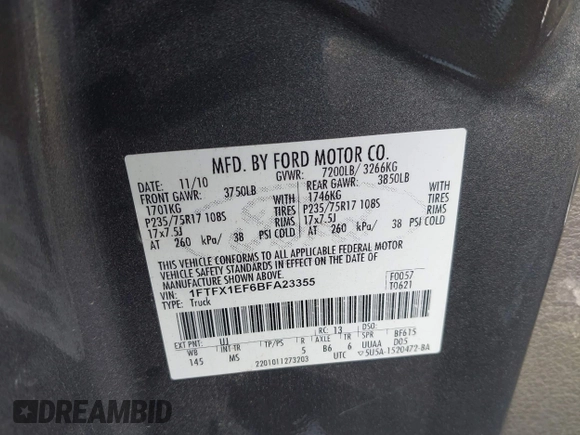 MFD. BY FORD MOTOR CO.
DATE: 11/10 GVWR: 7200LB/ 3266KG
FRONT GAWR: 3750LB REAR GAWR: 3850LB
1701KG WITH 1746KG WITH
P235/75R17 108S TIRES P235/75R17 108S TIRES
17x7.5J RIMS 17x7.5J RIMS
AT 260 kPa/ 38 PSI COLD AT 260 kPa/ 38 PSI COLD
THIS VEHICLE CONFORMS TO ALL APPLICABLE FEDERAL MOTOR
VEHICLE SAFETY STANDARD IN EFFECT ON THE DATE OF
MANUFACTURE SHOWN ABOVE.
VIN: 1FTFX1EF6BFA23355 F0057
TYPE: Truck T0621
EXT PNT: UJ RC: 13 DSO:
WB INT-TR TP/PS R AXLE TR SPR BF615
145 MS 5 B6 6 UUAA D05
2201011273203 UTC ▽5U5A-1520472-BA
DREAMBID